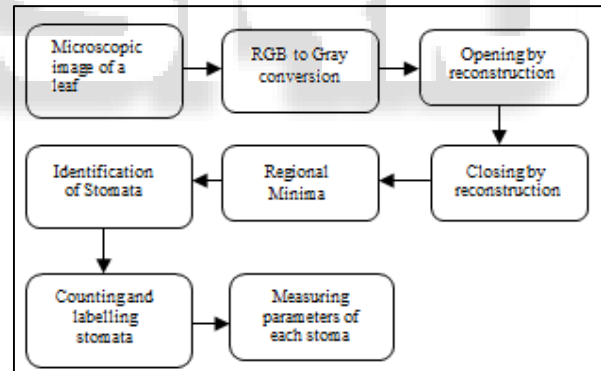 Microscopic
image of a
leaf
RGB to Gray
conversion
Opening by
reconstruction
Closing by
reconstruction
Regional
Minima
Identification
of Stomata
Counting and
labelling
stomata
Measuring
parameters of
each stoma